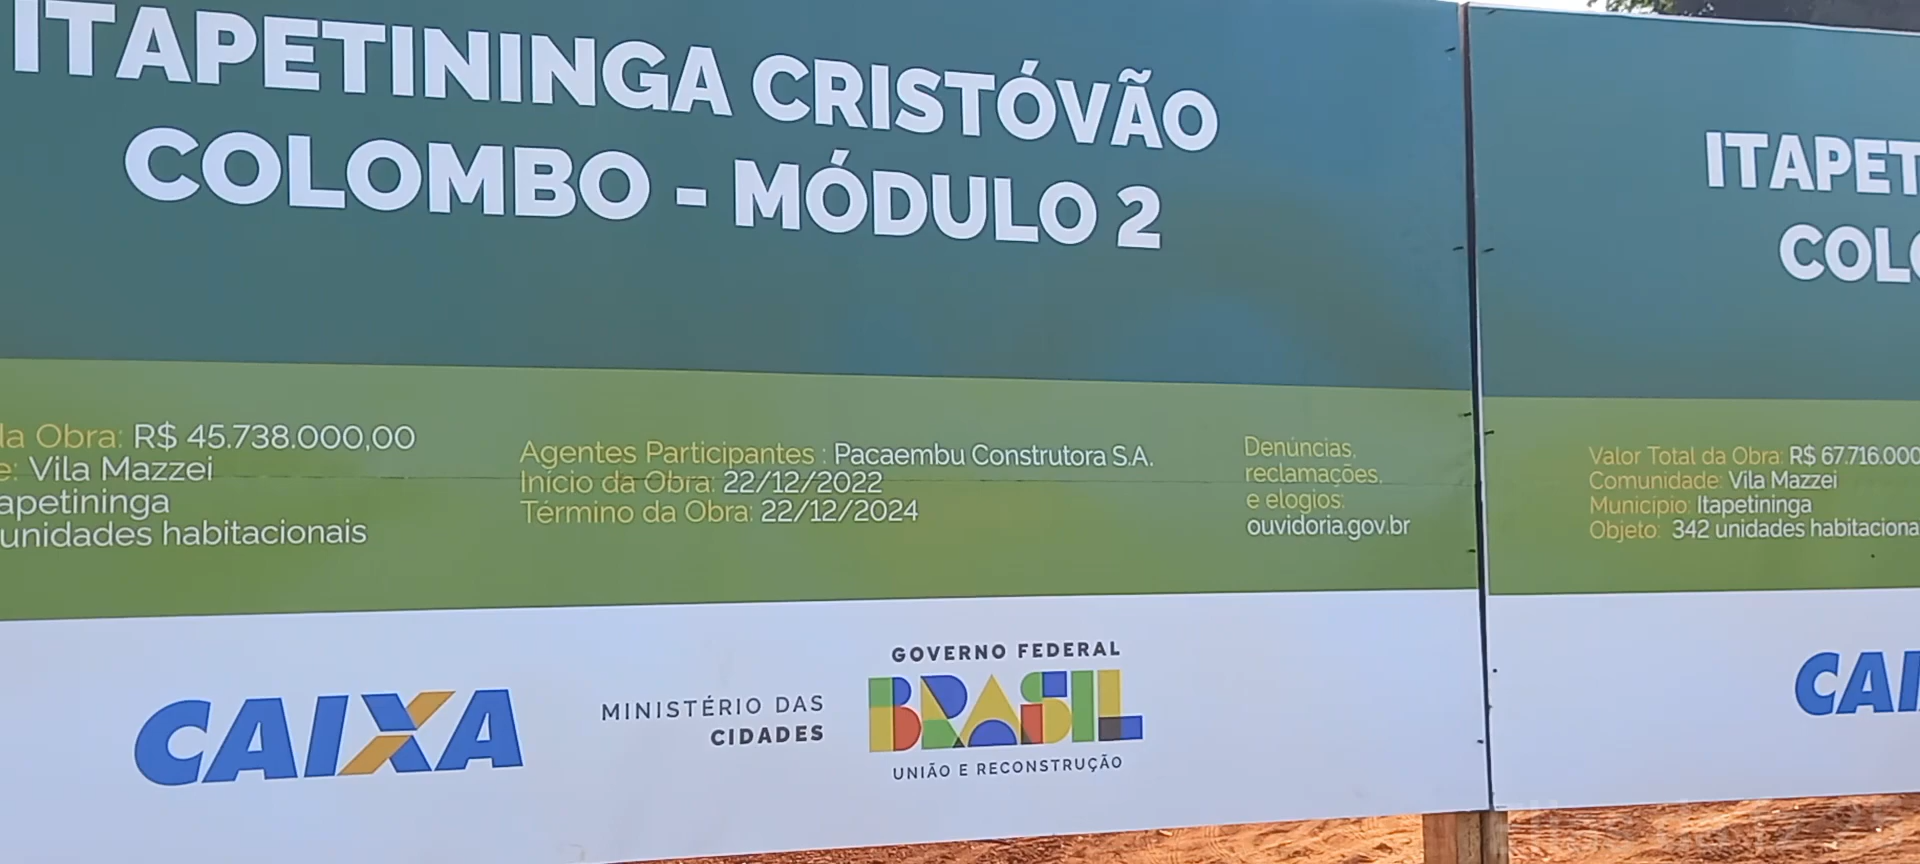 ITAPETININGA CRISTÓVÃO
COLOMBO - MÓDULO 2
da Obra: R$ 45.738.000,00
e: Vila Mazzei
apetininga
unidades habitacionais
Agentes Participantes : Pacaembu Construtora S.A.
Início da Obra: 22/12/2022
Término da Obra: 22/12/2024
Denúncias,
reclamações,
e elogios:
ouvidoria.gov.br
CAIXA
MINISTÉRIO DAS
CIDADES
GOVERNO FEDERAL
BRASIL
UNIÃO E RECONSTRUÇÃO
ITAPET
COLO
Valor Total da Obra: R$ 67.716.000
Comunidade: Vila Mazzei
Município: Itapetininga
Objeto: 342 unidades habitaciona
CAI